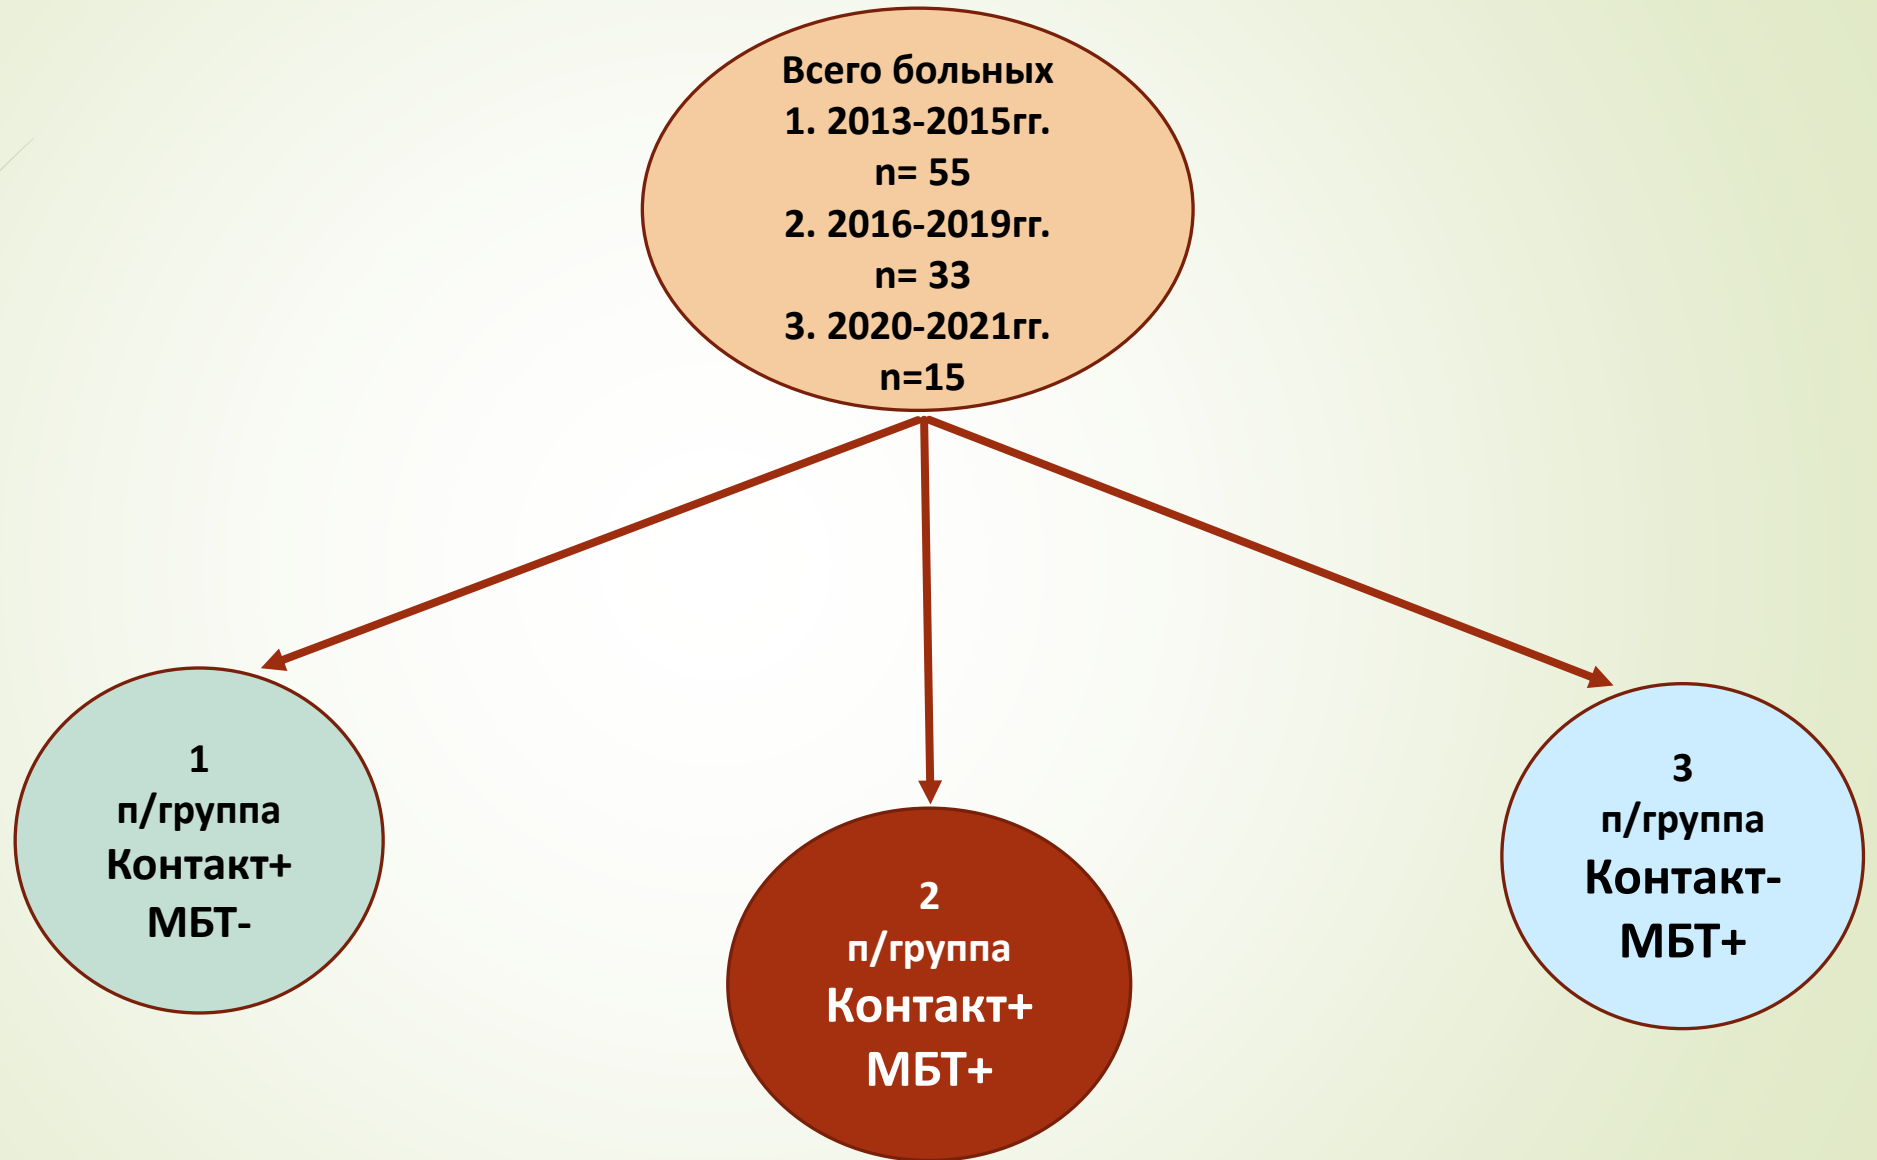 Всего больных
1. 2013-2015гг.
n= 55
2. 2016-2019гг.
n= 33
3. 2020-2021гг.
n=15
1
п/группа
Контакт+
МБТ-
2
п/группа
Контакт+
МБТ+
3
п/группа
Контакт-
МБТ+